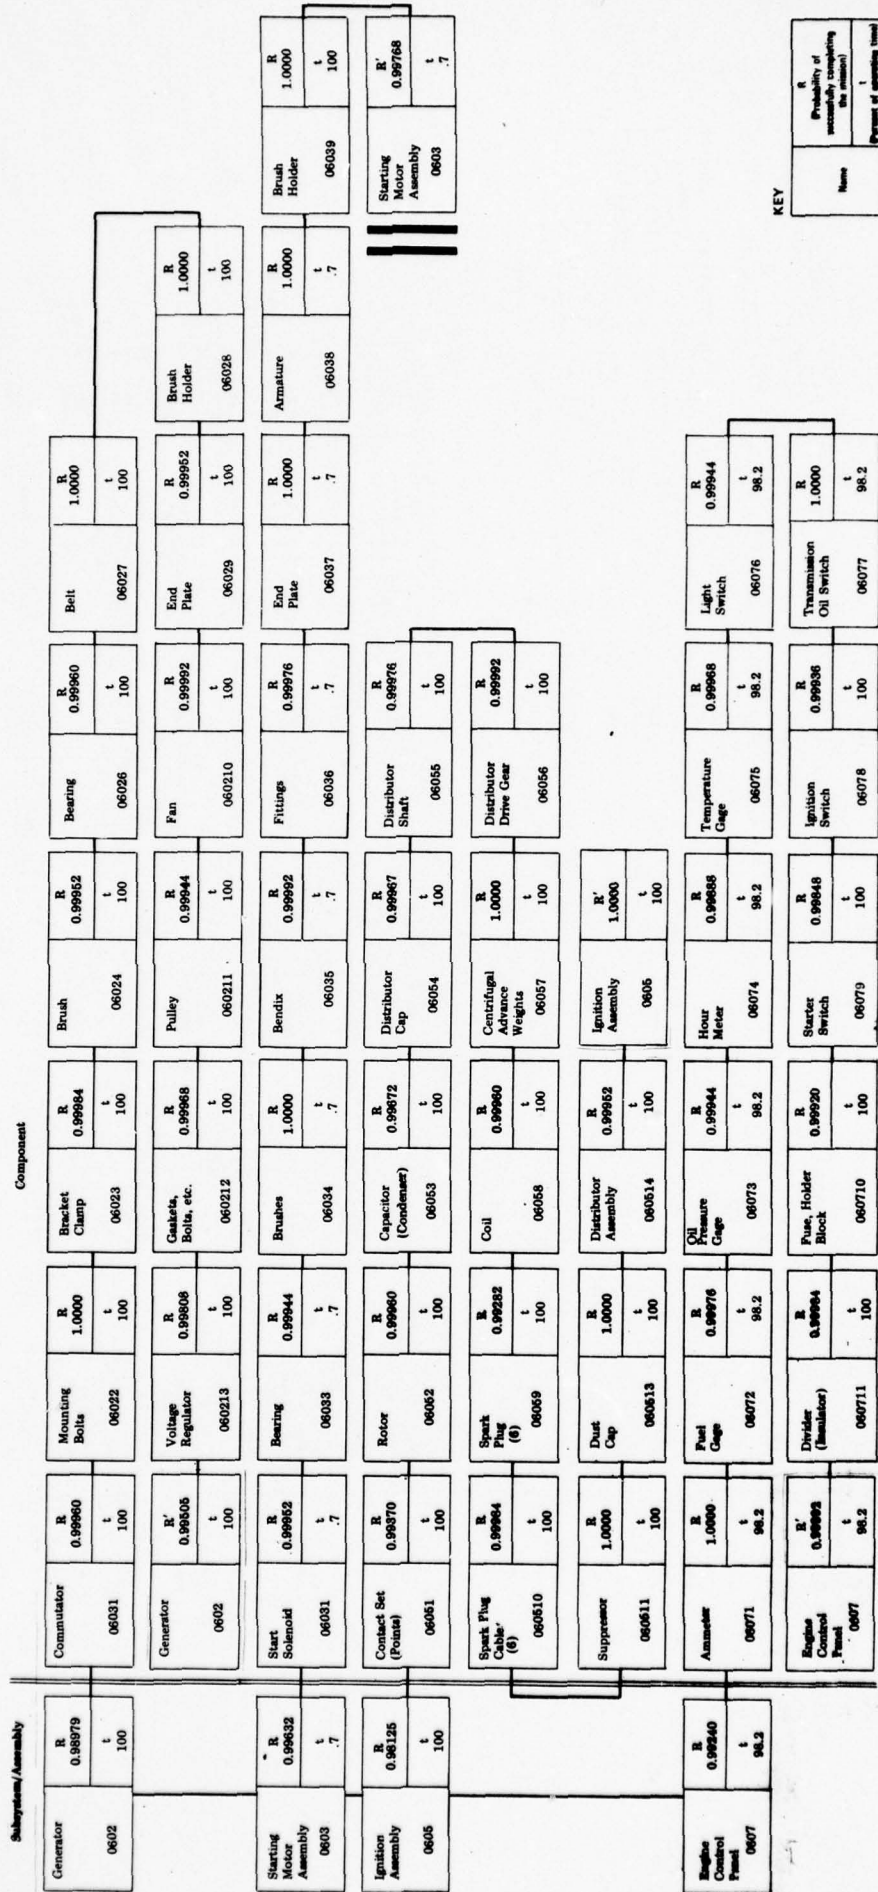 Subsystem/Assembly
Component
Generator
0602
R
0.98979
t
100
Commutator
06031
R
0.99960
t
100
Mounting
Bolts
06022
R
1.0000
t
100
Bracket
Clamp
06023
R
0.99984
t
100
Brush
06024
R
0.99952
t
100
Bearing
06026
R
0.99960
t
100
Belt
06027
R
1.0000
t
100
Generator
0602
R'
0.99505
t
100
Voltage
Regulator
060213
R
0.99808
t
100
Gaskets,
Bolts, etc.
060212
R
0.99968
t
100
Pulley
060211
R
0.99944
t
100
Fan
060210
R
0.99992
t
100
End
Plate
06029
R
0.99952
t
100
Brush
Holder
06028
R
1.0000
t
100
Starting
Motor
Assembly
0603
R
0.99632
t
.7
Start
Solenoid
06031
R
0.99952
t
.7
Bearing
06033
R
0.99944
t
.7
Brushes
06034
R
1.0000
t
.7
Bendix
06035
R
0.99992
t
.7
Fittings
06036
R
0.99976
t
.7
End
Plate
06037
R
1.0000
t
.7
Armature
06038
R
1.0000
t
.7
Brush
Holder
06039
R
1.0000
t
100
Starting
Motor
Assembly
0603
R'
0.99768
t
.7
Ignition
Assembly
0605
R
0.98125
t
100
Contact Set
(Points)
06051
R
0.99370
t
100
Rotor
06052
R
0.99960
t
100
Capacitor
(Condenser)
06053
R
0.99672
t
100
Distributor
Cap
06054
R
0.99967
t
100
Distributor
Shaft
06055
R
0.99976
t
100
Spark Plug
Cable
(6)
060510
R
0.99984
t
100
Spark
Plug
(6)
06059
R
0.99282
t
100
Coil
06058
R
0.99960
t
100
Centrifugal
Advance
Weights
06057
R
1.0000
t
100
Distributor
Drive Gear
06056
R
0.99992
t
100
Suppressor
060511
R
1.0000
t
100
Dust
Cap
060513
R
1.0000
t
100
Distributor
Assembly
060514
R
0.99952
t
100
Ignition
Assembly
0605
R'
1.0000
t
100
Engine
Control
Panel
0607
R
0.99240
t
98.2
Ammeter
06071
R
1.0000
t
98.2
Fuel
Gage
06072
R
0.99976
t
98.2
Oil
Pressure
Gage
06073
R
0.99944
t
98.2
Hour
Meter
06074
R
0.99888
t
98.2
Temperature
Gage
06075
R
0.99968
t
98.2
Light
Switch
06076
R
0.99944
t
98.2
Engine
Control
Panel
0607
R'
t
98.2
Divider
(Insulator)
060711
R
0.99984
t
100
Fuse, Holder
Block
060710
R
0.99920
t
100
Starter
Switch
06079
R
0.99848
t
100
Ignition
Switch
06078
R
0.99936
t
100
Transmission
Oil Switch
06077
R
1.0000
t
98.2
KEY
Name
R
(Probability of
successfully completing
the mission)
t
(Percent of operating time)